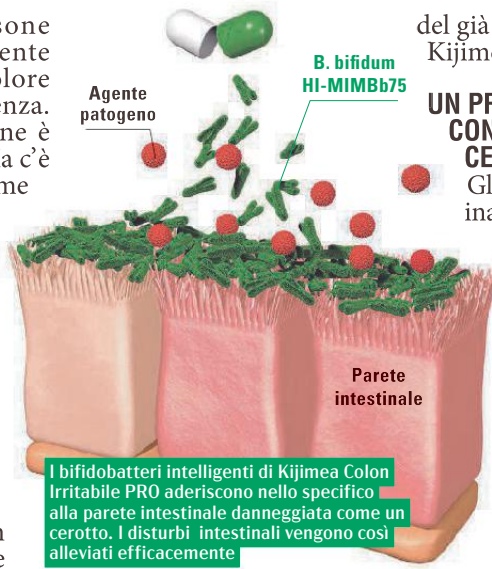 sone
ente
olore
enza.
ne è
a c'è
me
Agente
patogeno
B. bifidum
HI-MIMBb75
del già
Kijime
UN PR
CON
CE
Gl
ina
Parete
intestinale
I bifidobatteri intelligenti di Kijimea Colon
Irritabile PRO aderiscono nello specifico
alla parete intestinale danneggiata come un
cerotto. I disturbi intestinali vengono così
alleviati efficacemente
n
e